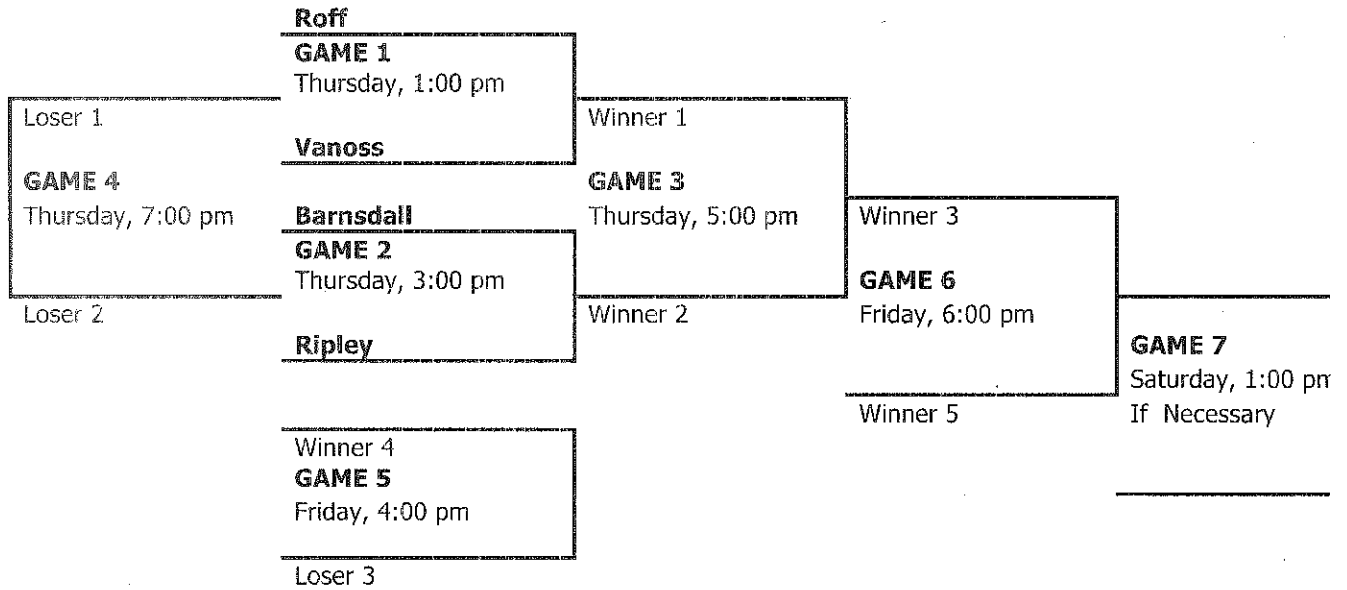 Roff
GAME 1
Thursday, 1:00 pm
Loser 1
Winner 1
Vanoss
GAME 4
GAME 3
Thursday, 7:00 pm
Barnsdall
Thursday, 5:00 pm
Winner 3
GAME 2
Thursday, 3:00 pm
GAME 6
Loser 2
Winner 2
Friday, 6:00 pm
Ripley
GAME 7
Saturday, 1:00 pm
Winner 5
If Necessary
Winner 4
GAME 5
Friday, 4:00 pm
Loser 3